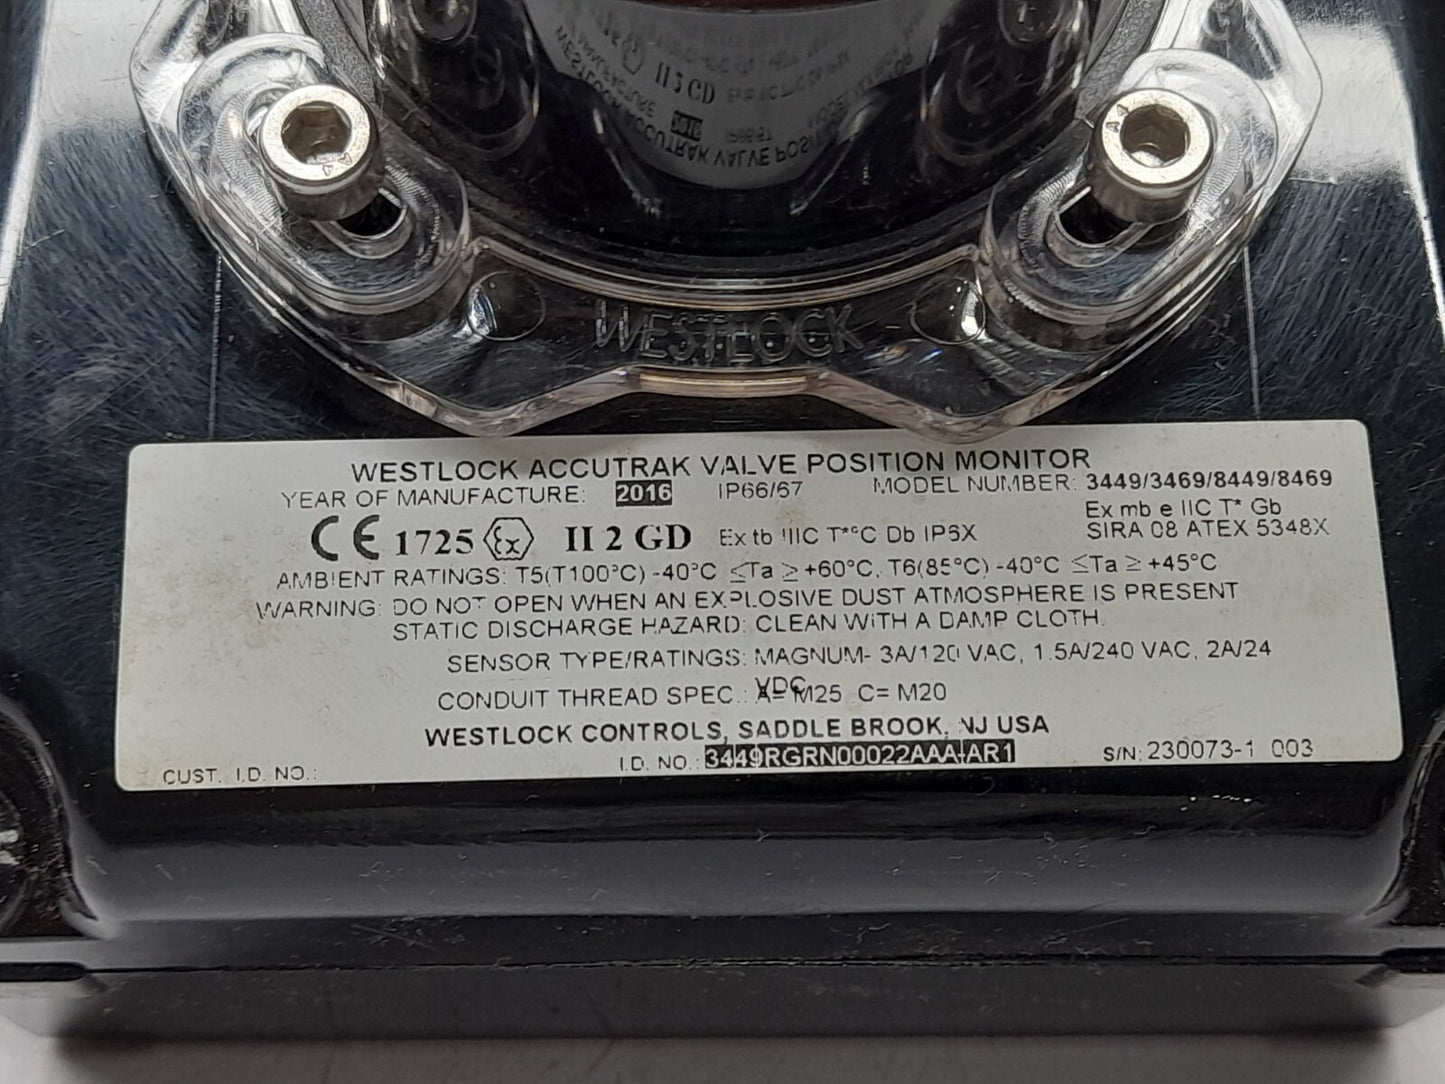 WESTLOCK
WESTLOCK ACCUTRAK VALVE POSITION MONITOR
YEAR OF MANUFACTURE: 2016 IP66/67 MODEL NUMBER: 3449/3469/8449/8469
Ex mb e IIC T* Gb
CE 1725 Ex II 2 GD Ex tb IIIC T*°C Db IP6X SIRA 08 ATEX 5348X
AMBIENT RATINGS: T5(T100°C) -40°C ≤Ta ≥ +60°C, T6(85°C) -40°C ≤Ta ≥ +45°C
WARNING: DO NOT OPEN WHEN AN EXPLOSIVE DUST ATMOSPHERE IS PRESENT
STATIC DISCHARGE HAZARD: CLEAN WITH A DAMP CLOTH.
SENSOR TYPE/RATINGS: MAGNUM- 3A/120 VAC, 1.5A/240 VAC, 2A/24
VDC
CONDUIT THREAD SPEC.: A= M25 C= M20
WESTLOCK CONTROLS, SADDLE BROOK, NJ USA
CUST. I.D. NO.: I.D. NO.: 3449RGRN00022AAA-AR1 S/N: 230073-1 003